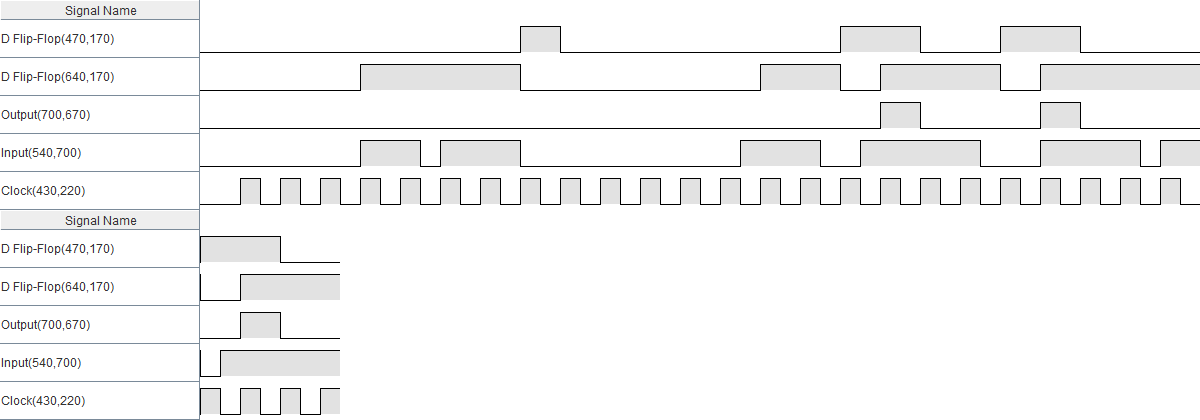 Signal Name
D Flip-Flop(470,170)
D Flip-Flop(640,170)
Output(700,670)
Input(540,700)
Clock(430,220)
Signal Name
D Flip-Flop(470,170)
D Flip-Flop(640,170)
Output(700,670)
Input(540,700)
Clock(430,220)